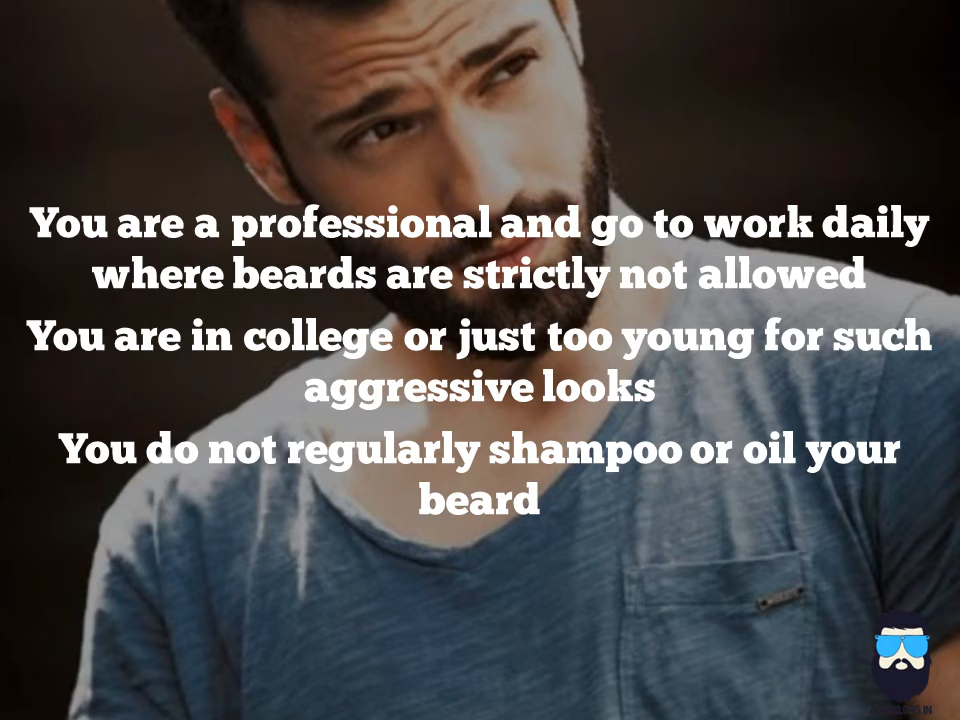 You are a professional and go to work daily
where beards are strictly not allowed
You are in college or just too young for such
aggressive looks
You do not regularly shampoo or oil your
beard